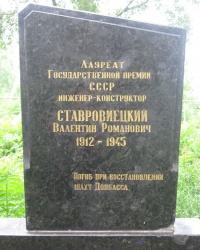 Лауреат
Государственной премии
СССР
инженер-конструктор
Ставровиецкий
Валентин Романович
1912 - 1945
Погиб при восстановлении
шахт Донбасса.